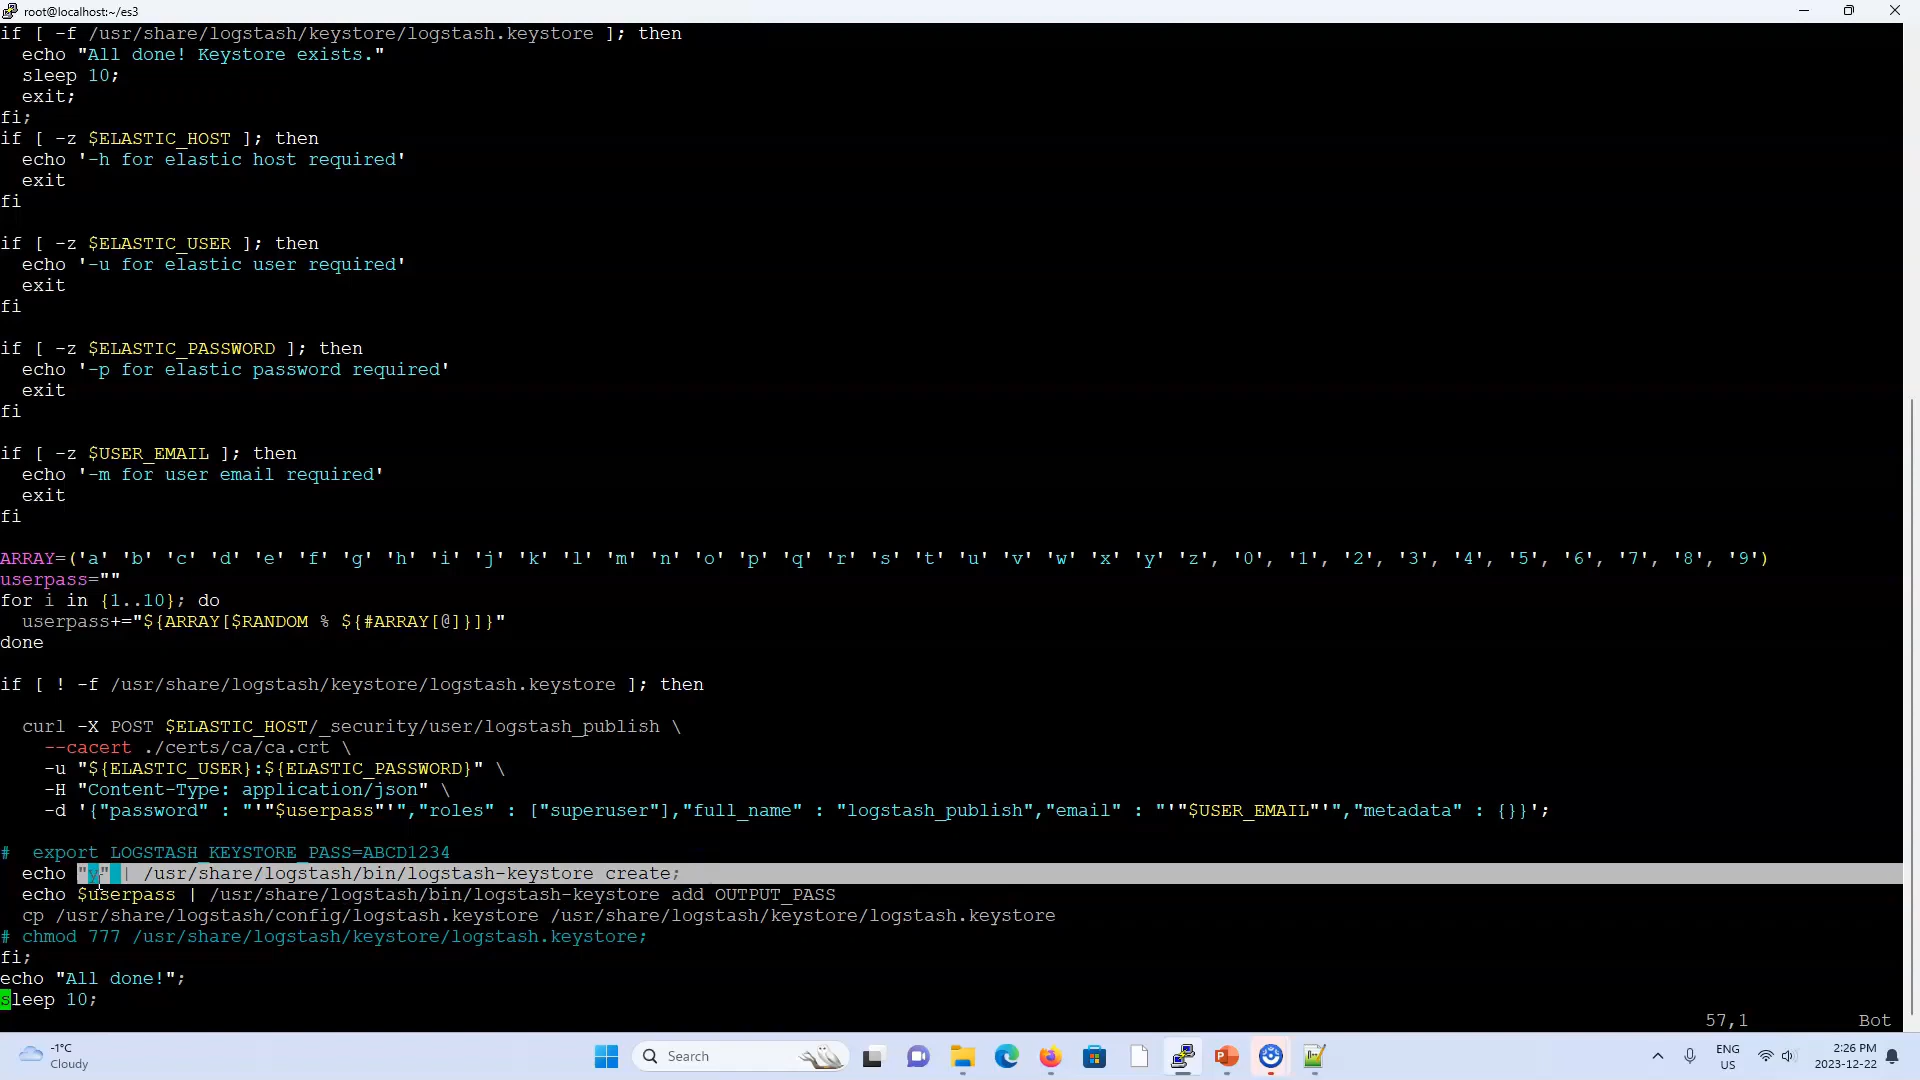 root@localhost:~/es3
if [ -f /usr/share/logstash/keystore/logstash.keystore ]; then
  echo "All done! Keystore exists."
  sleep 10;
  exit;
fi;
if [ -z $ELASTIC_HOST ]; then
  echo '-h for elastic host required'
  exit
fi

if [ -z $ELASTIC_USER ]; then
  echo '-u for elastic user required'
  exit
fi

if [ -z $ELASTIC_PASSWORD ]; then
  echo '-p for elastic password required'
  exit
fi

if [ -z $USER_EMAIL ]; then
  echo '-m for user email required'
  exit
fi

ARRAY=('a' 'b' 'c' 'd' 'e' 'f' 'g' 'h' 'i' 'j' 'k' 'l' 'm' 'n' 'o' 'p' 'q' 'r' 's' 't' 'u' 'v' 'w' 'x' 'y' 'z', '0', '1', '2', '3', '4', '5', '6', '7', '8', '9')
userpass=""
for i in {1..10}; do
  userpass+="${ARRAY[$RANDOM % ${#ARRAY[@]}]}"
done

if [ ! -f /usr/share/logstash/keystore/logstash.keystore ]; then

  curl -X POST $ELASTIC_HOST/_security/user/logstash_publish \
    --cacert ./certs/ca/ca.crt \
    -u "${ELASTIC_USER}:${ELASTIC_PASSWORD}" \
    -H "Content-Type: application/json" \
    -d '{"password" : "'"$userpass"'","roles" : ["superuser"],"full_name" : "logstash_publish","email" : "'"$USER_EMAIL"'","metadata" : {}}';

#  export LOGSTASH_KEYSTORE_PASS=ABCD1234
  echo "y" | /usr/share/logstash/bin/logstash-keystore create;
  echo $userpass | /usr/share/logstash/bin/logstash-keystore add OUTPUT_PASS
  cp /usr/share/logstash/config/logstash.keystore /usr/share/logstash/keystore/logstash.keystore
# chmod 777 /usr/share/logstash/keystore/logstash.keystore;
fi;
echo "All done!";
sleep 10;
57,1 Bot
-1°C
Cloudy
Search
ENG
US
2:26 PM
2023-12-22